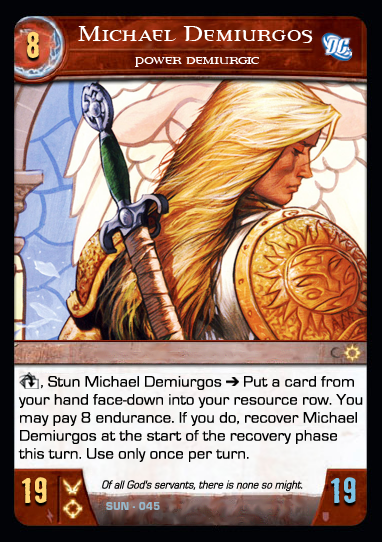 8
Michael Demiurgos
DC
power Demiurgic
C
, Stun Michael Demiurgos ➔ Put a card from
your hand face-down into your resource row. You
may pay 8 endurance. If you do, recover Michael
Demiurgos at the start of the recovery phase
this turn. Use only once per turn.
19
Of all God's servants, there is none so might.
19
SUN - 045